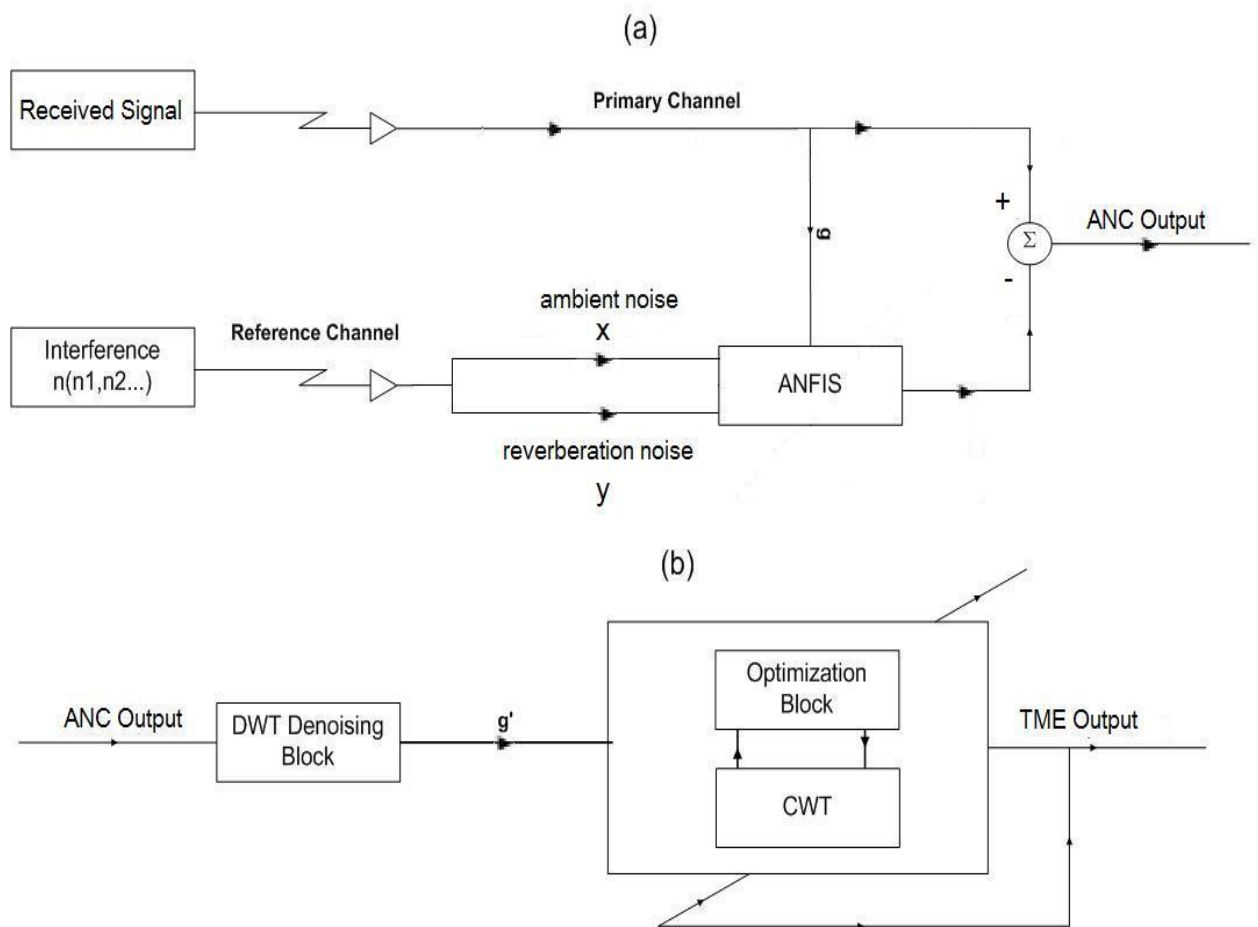 (a)
Received Signal
Primary Channel
g
+
Σ
-
ANC Output
Interference
n(n1,n2...)
Reference Channel
ambient noise
x
ANFIS
reverberation noise
y
(b)
ANC Output
DWT Denoising
Block
g'
Optimization
Block
CWT
TME Output